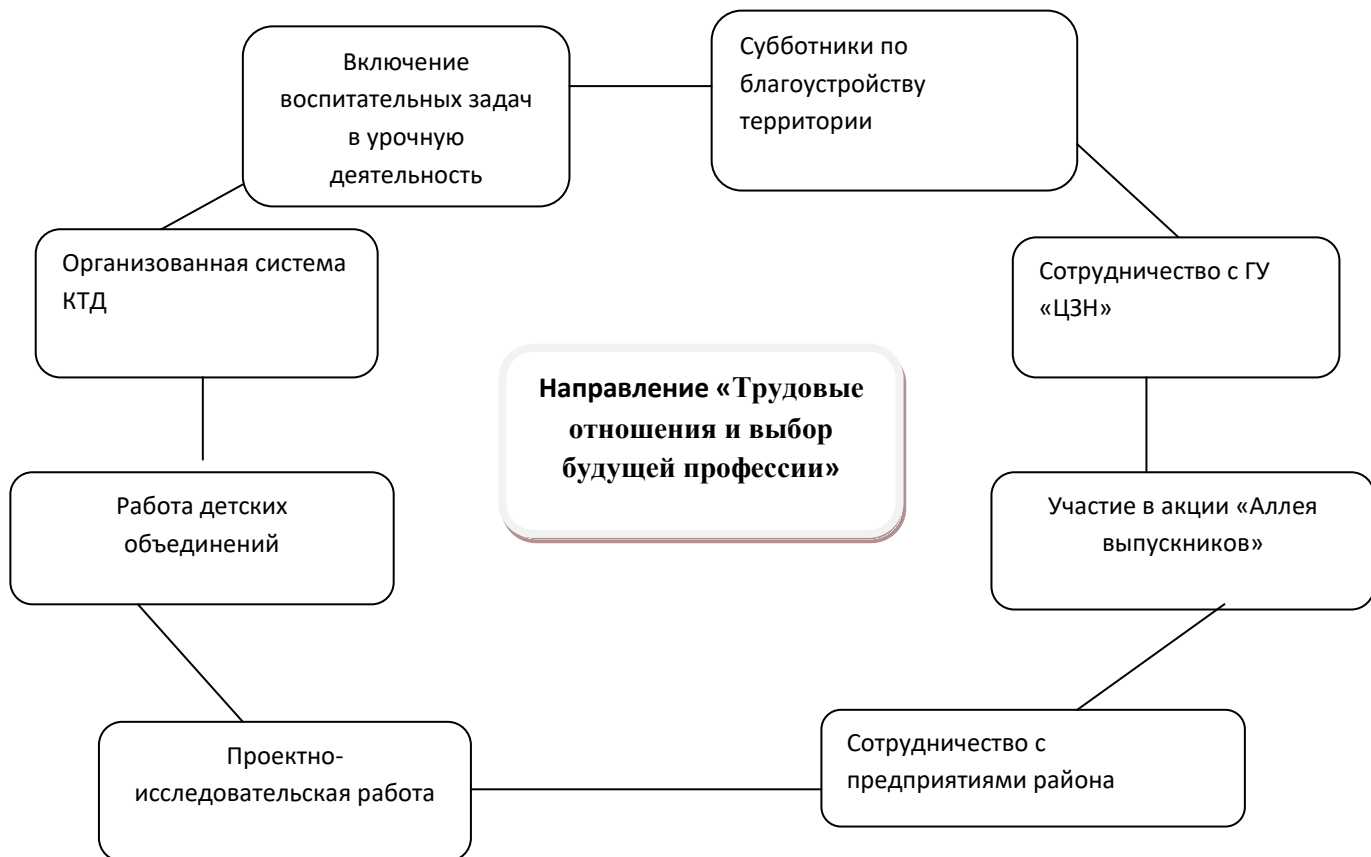 Включение
воспитательных задач
в урочную
деятельность
Субботники по
благоустройству
территории
Организованная система
КТД
Сотрудничество с ГУ
«ЦЗН»
Направление «Трудовые
отношения и выбор
будущей профессии»
Работа детских
объединений
Участие в акции «Аллея
выпускников»
Проектно-
исследовательская работа
Сотрудничество с
предприятиями района